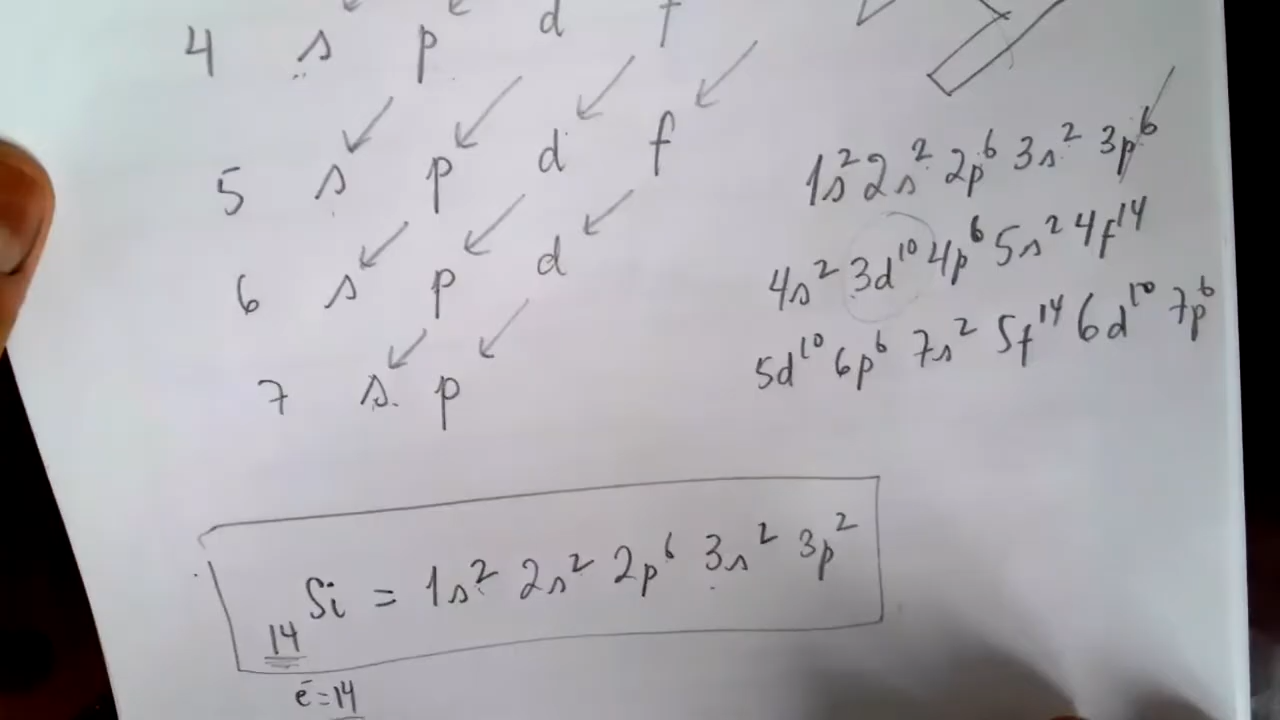 4 s p d f
5 s p d f
6 s p d
7 s p
1s² 2s² 2p⁶ 3s² 3p⁶
4s² 3d¹⁰ 4p⁶ 5s² 4f¹⁴
5d¹⁰ 6p⁶ 7s² 5f¹⁴ 6d¹⁰ 7p⁶
₁₄Si = 1s² 2s² 2p⁶ 3s² 3p²
e⁻=14